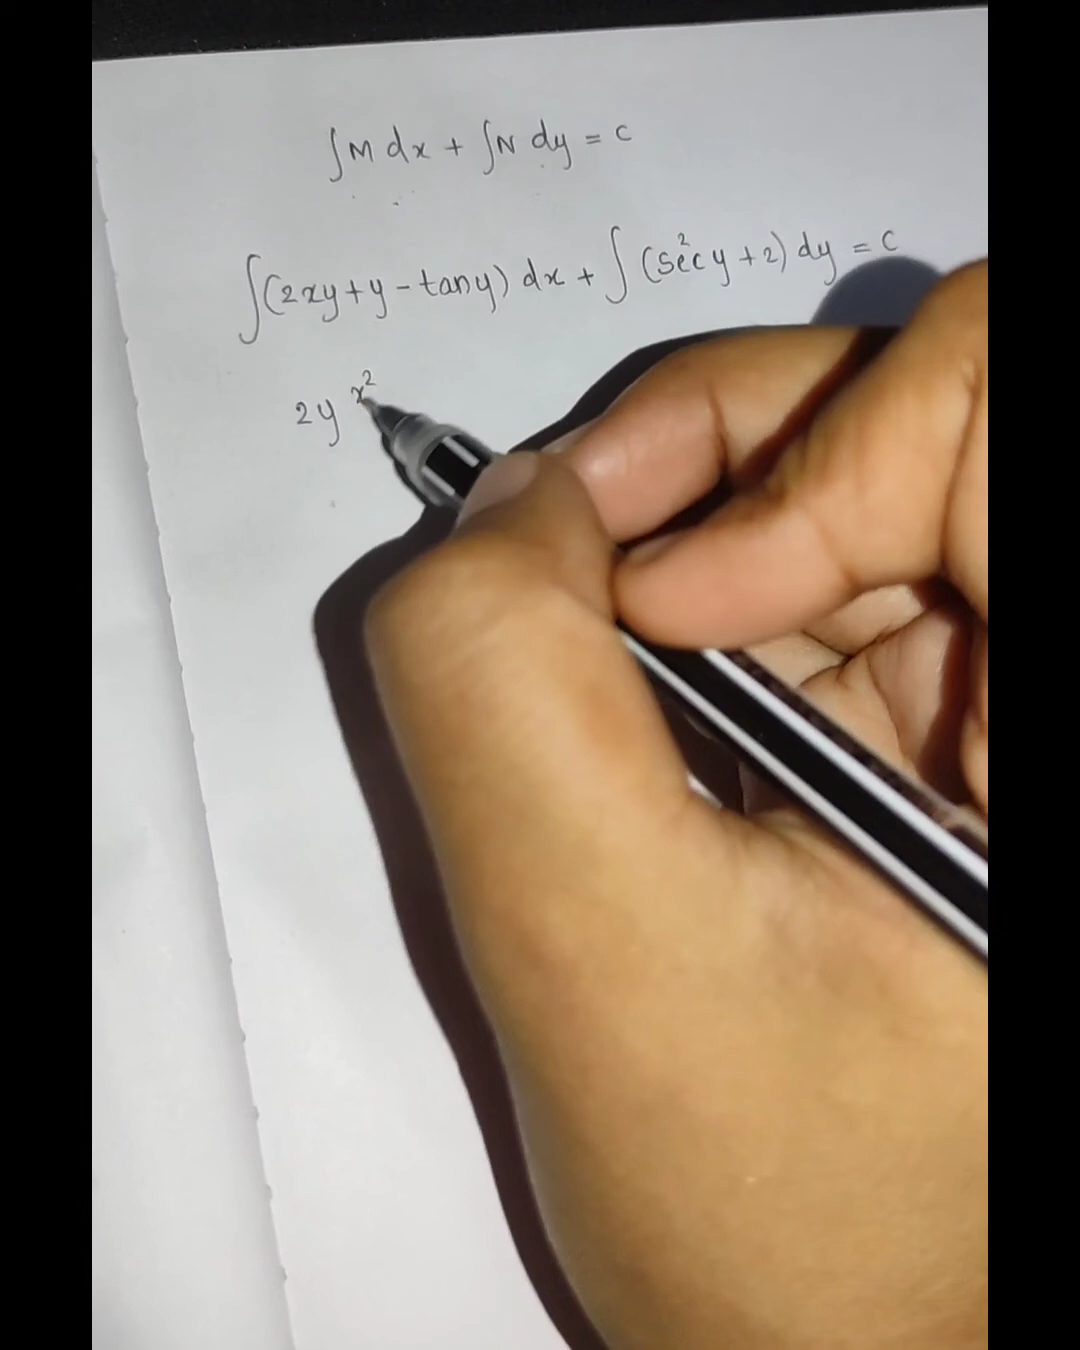 ∫M dx + ∫N dy = c
∫(2xy + y - tany) dx + ∫(sec²y + 2) dy = c
2y x²